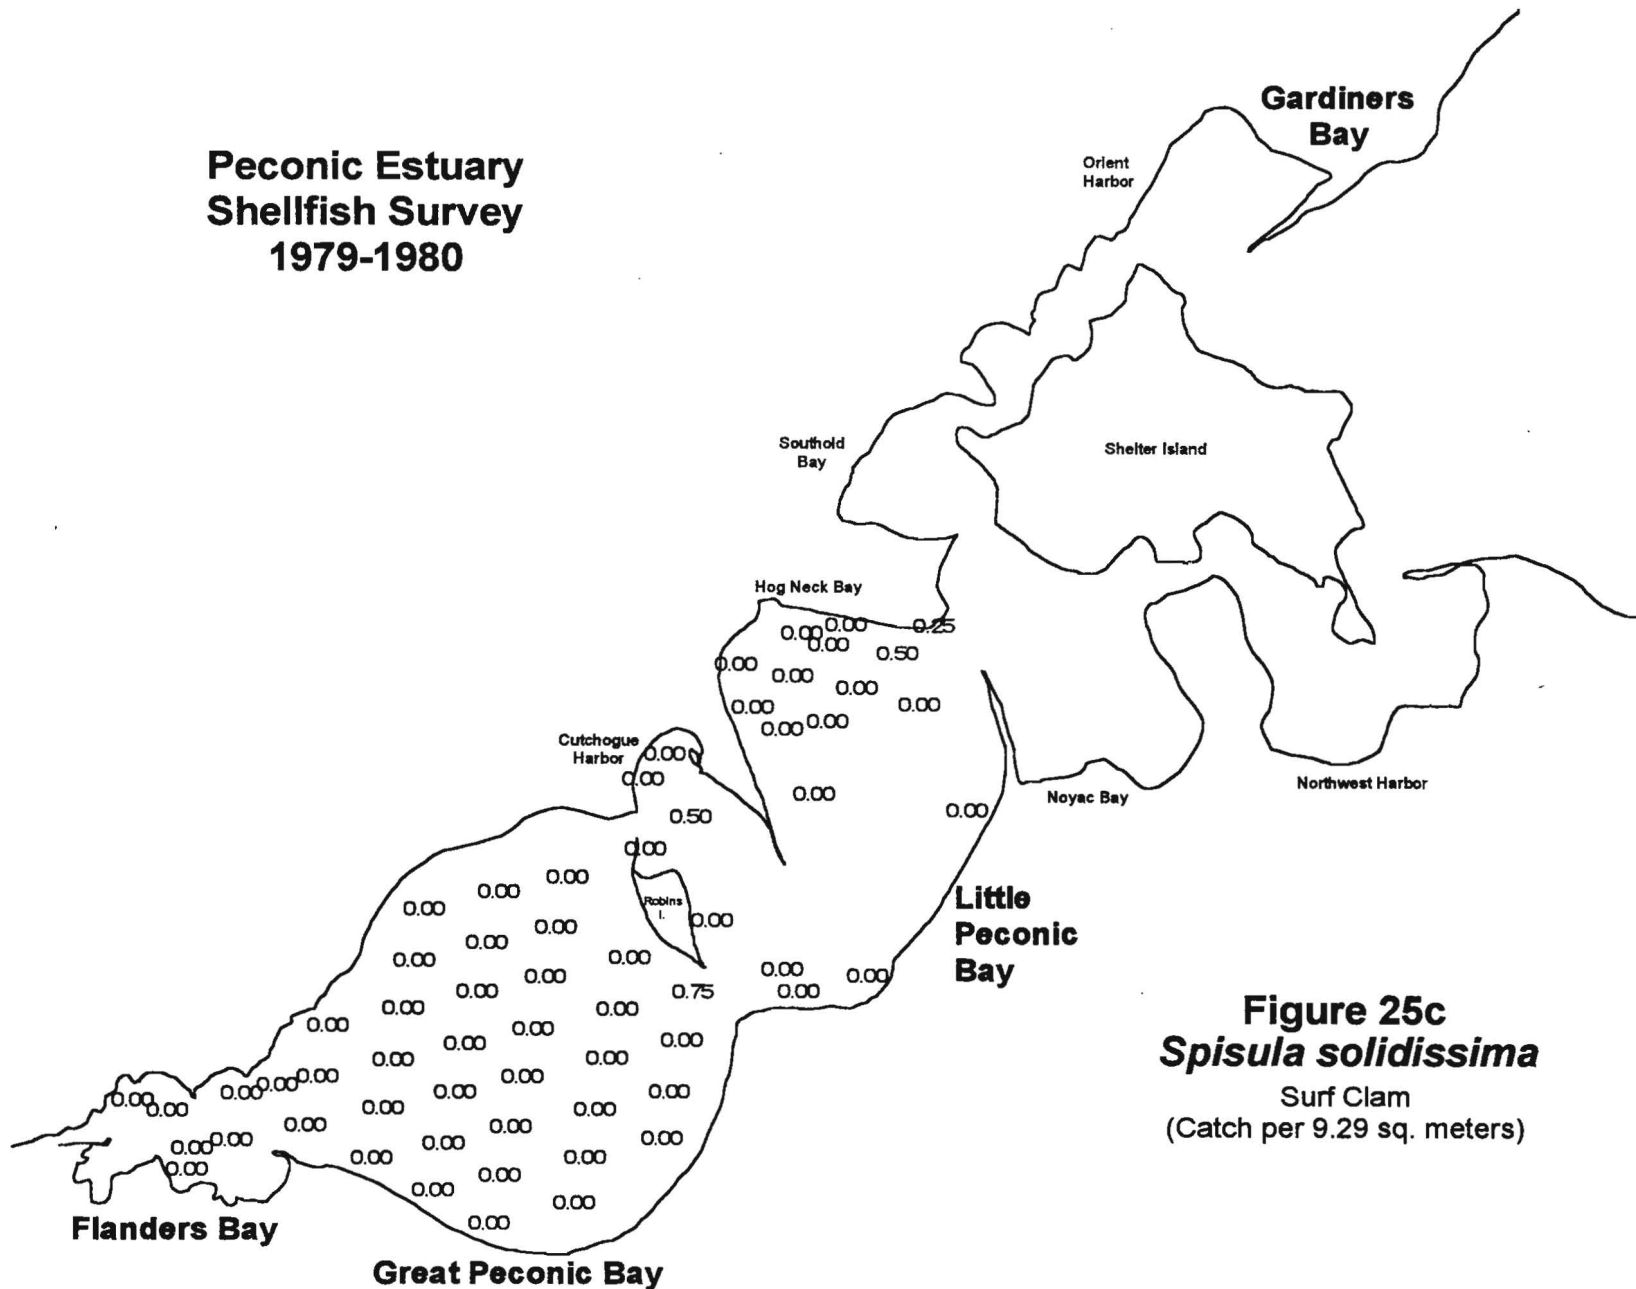 Peconic Estuary
Shellfish Survey
1979-1980
Gardiners
Bay
Orient
Harbor
Southold
Bay
Shelter Island
Hog Neck Bay
0.00 0.00 0.25
0.00 0.50
0.00 0.00
0.00 0.00
0.00 0.00 0.00
Cutchogue
Harbor
0.00
0.00
0.00
0.50
0.00
Noyac Bay
Northwest Harbor
0.00
0.00 0.00 0.00
Robins
I.
0.00
0.00
0.00
0.00
Little
Peconic
Bay
0.00 0.00
0.00 0.00 0.00
0.00 0.75 0.00
0.00 0.00
0.00 0.00
0.00 0.00
0.00 0.00
0.00 0.00 0.00
0.00 0.00 0.00
0.00 0.00 0.00
0.00 0.00 0.00
0.00 0.00
0.00 0.00
0.00 0.00
0.00 0.00 0.00
0.00 0.00
0.00 0.00
0.00
Figure 25c
Spisula solidissima
Surf Clam
(Catch per 9.29 sq. meters)
Flanders Bay
Great Peconic Bay